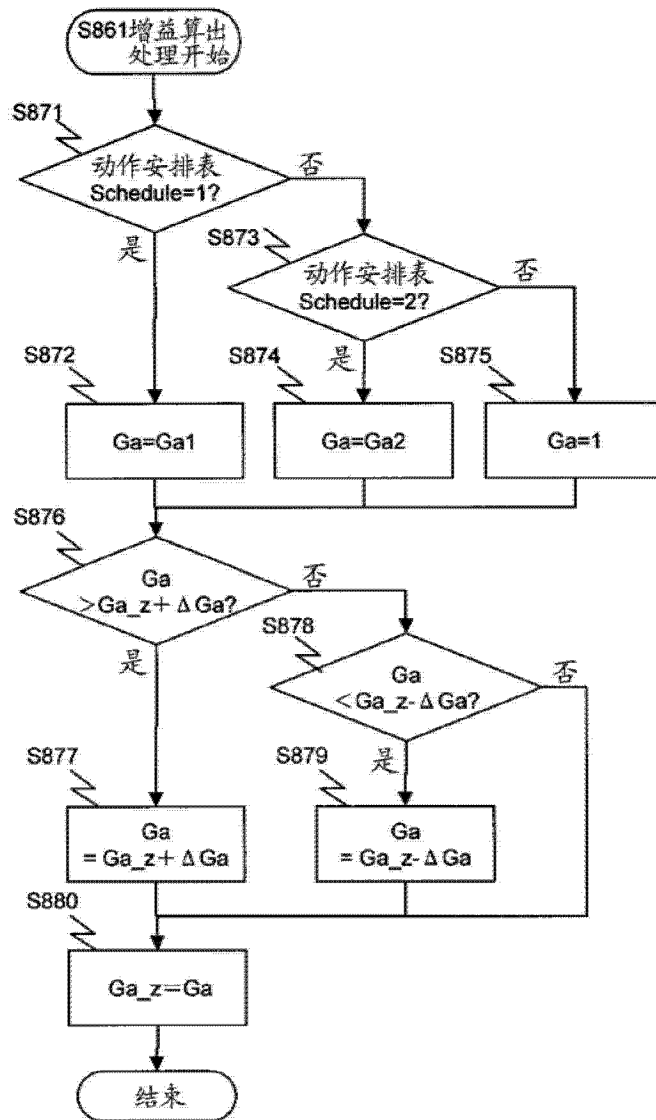 S861增益算出
处理开始
S871
动作安排表
Schedule=1?
否
是
S873
动作安排表
Schedule=2?
否
是
S872
Ga=Ga1
S874
Ga=Ga2
S875
Ga=1
S876
Ga
>Ga_z+ΔGa?
否
是
S878
Ga
<Ga_z-ΔGa?
否
是
S877
Ga
=Ga_z+ΔGa
S879
Ga
=Ga_z-ΔGa
S880
Ga_z=Ga
结束